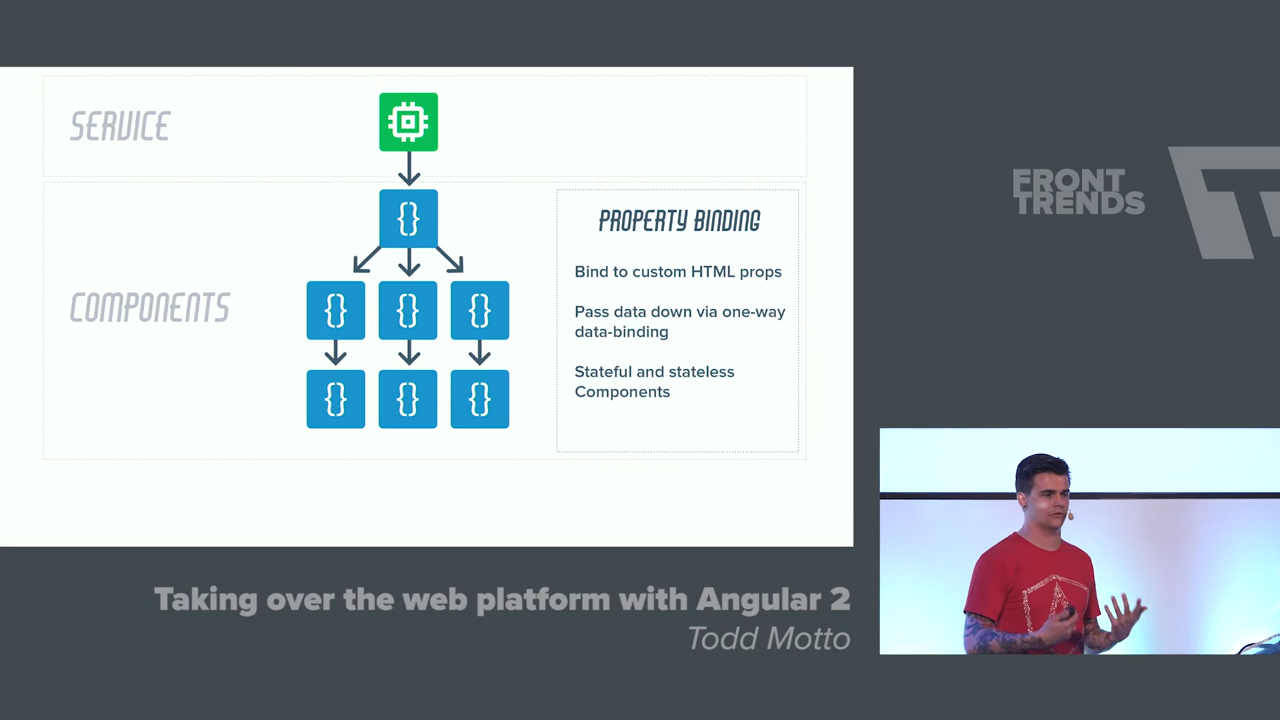 SERVICE
{}
PROPERTY BINDING
Bind to custom HTML props
Pass data down via one-way
data-binding
Stateful and stateless
Components
COMPONENTS
{} {} {}
{} {} {}
FRONT
TRENDS
Taking over the web platform with Angular 2
Todd Motto